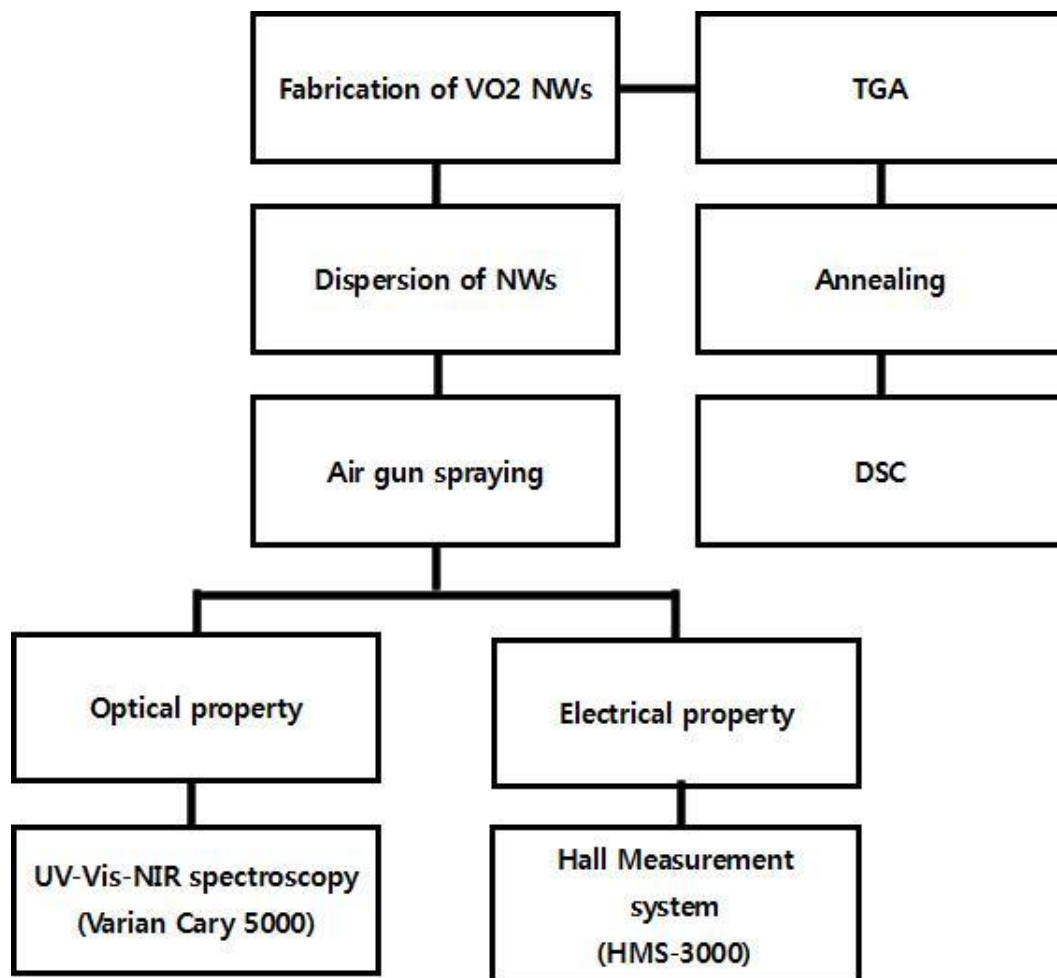 Fabrication of VO2 NWs
TGA
Dispersion of NWs
Annealing
Air gun spraying
DSC
Optical property
Electrical property
UV-Vis-NIR spectroscopy
(Varian Cary 5000)
Hall Measurement
system
(HMS-3000)